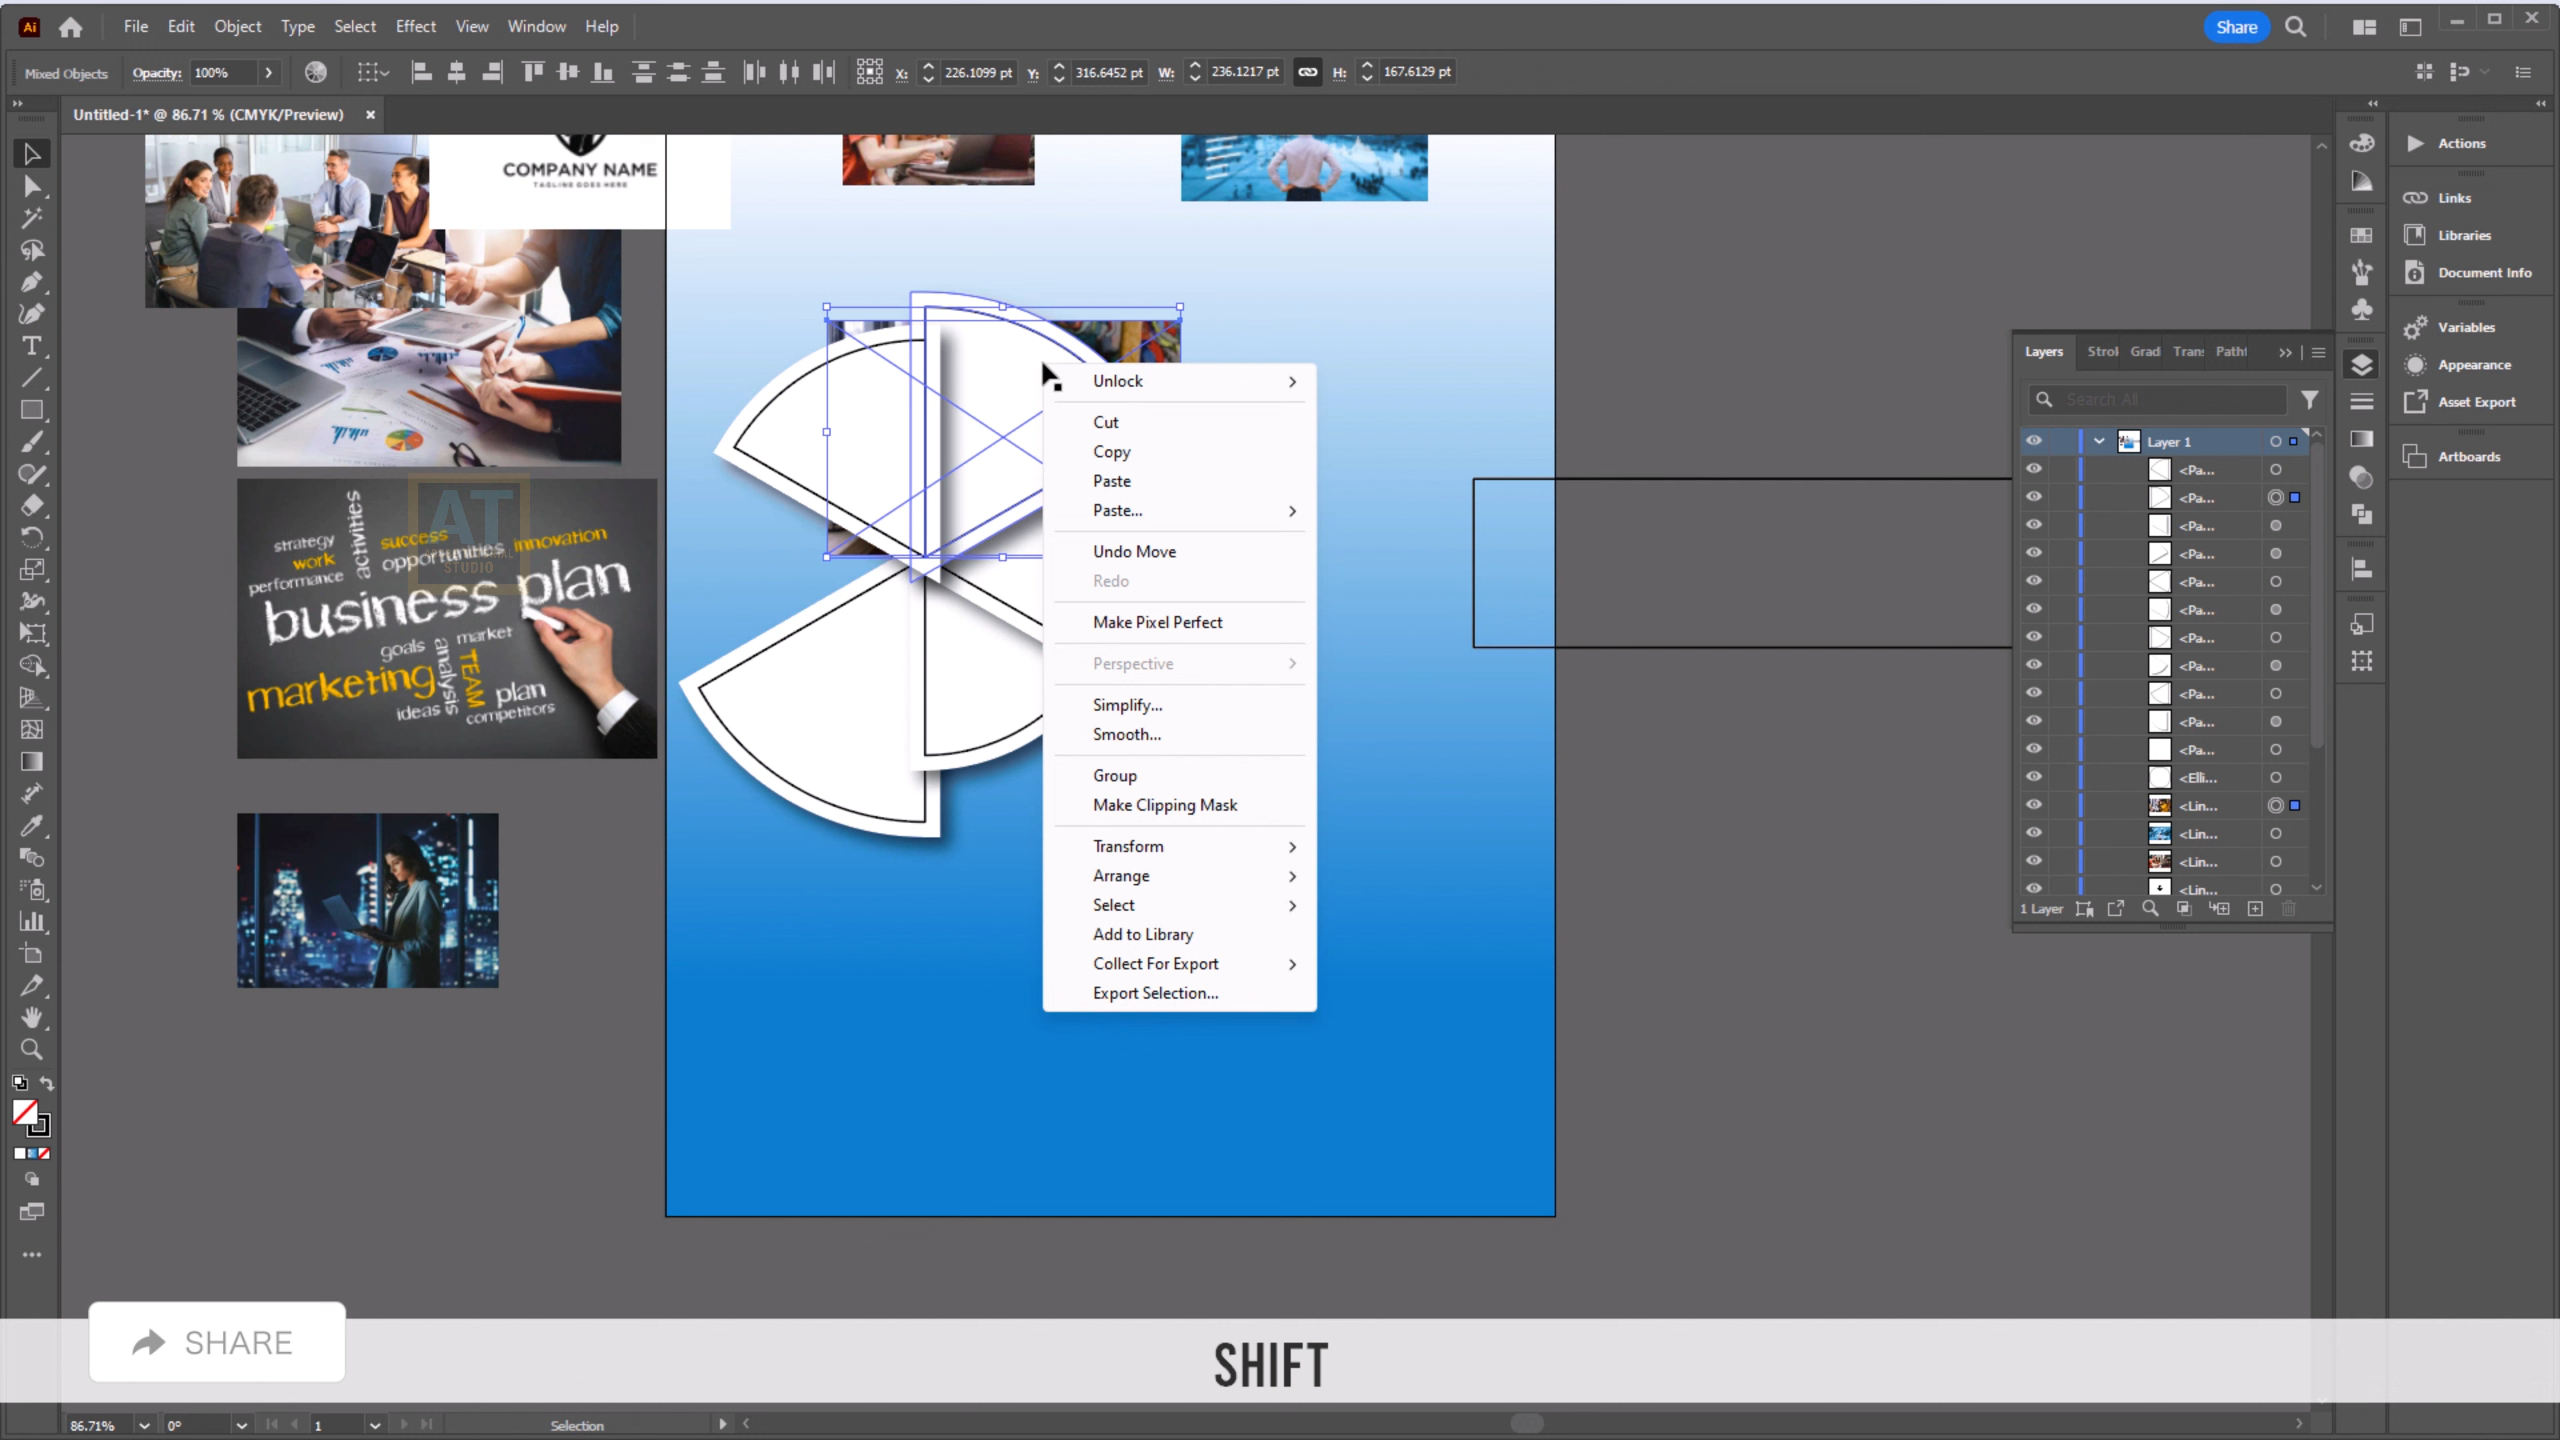 Ai File Edit Object Type Select Effect View Window Help Share
Mixed Objects Opacity: 100% X: 226.1099 pt Y: 316.6452 pt W: 236.1217 pt H: 167.6129 pt
Untitled-1* @ 86.71 % (CMYK/Preview)
COMPANY NAME
TAGLINE GOES HERE
AT
STUDIO
strategy
activities
success
innovation
work
opportunities
performance
business plan
goals
market
analysis
TEAM
marketing
plan
ideas
competitors
Unlock
Cut
Copy
Paste
Paste...
Undo Move
Redo
Make Pixel Perfect
Perspective
Simplify...
Smooth...
Group
Make Clipping Mask
Transform
Arrange
Select
Add to Library
Collect For Export
Export Selection...
Layers Strol Grad Tran: Pathf
Search All
Layer 1
<Pa...
<Pa...
<Pa...
<Pa...
<Pa...
<Pa...
<Pa...
<Pa...
<Pa...
<Pa...
<Pa...
<Elli...
<Lin...
<Lin...
<Lin...
<Lin...
1 Layer
Actions
Links
Libraries
Document Info
Variables
Appearance
Asset Export
Artboards
SHARE
SHIFT
86.71% 0° 1 Selection